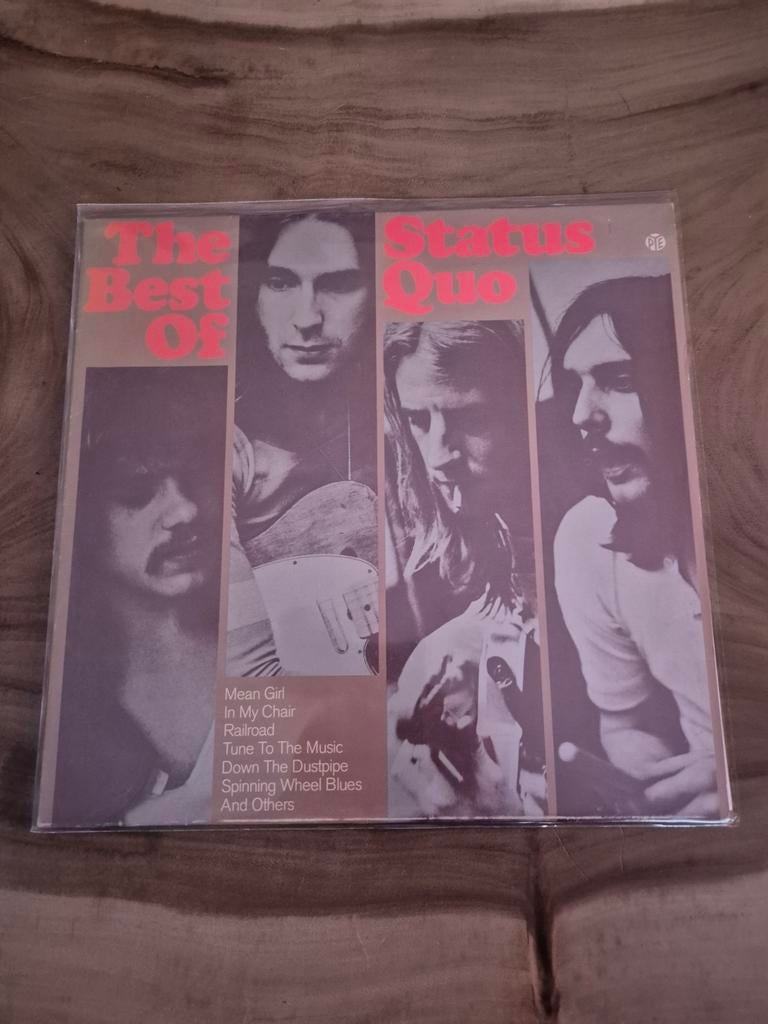 The
Best
Of
Status
Quo
PYE
Mean Girl
In My Chair
Railroad
Tune To The Music
Down The Dustpipe
Spinning Wheel Blues
And Others